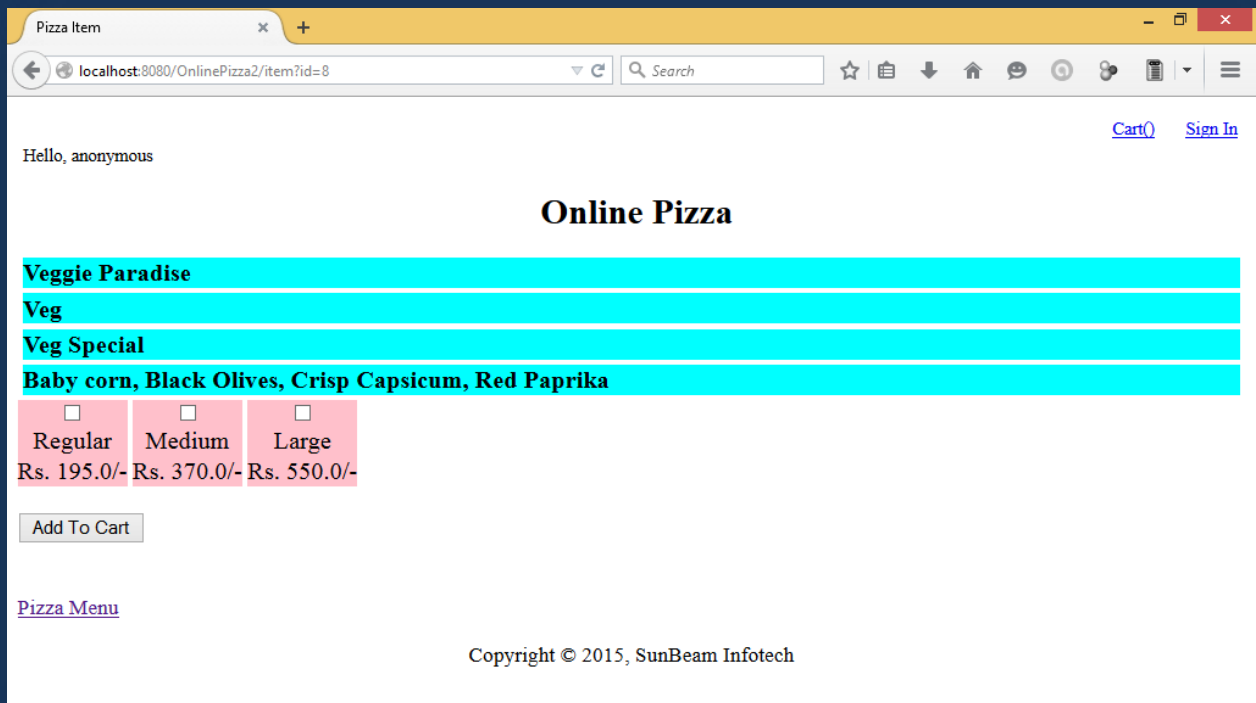 Pizza Item
localhost:8080/OnlinePizza2/item?id=8
Search
Cart() Sign In
Hello, anonymous
Online Pizza
Veggie Paradise
Veg
Veg Special
Baby corn, Black Olives, Crisp Capsicum, Red Paprika
Regular Medium Large
Rs. 195.0/- Rs. 370.0/- Rs. 550.0/-
Add To Cart
Pizza Menu
Copyright © 2015, SunBeam Infotech